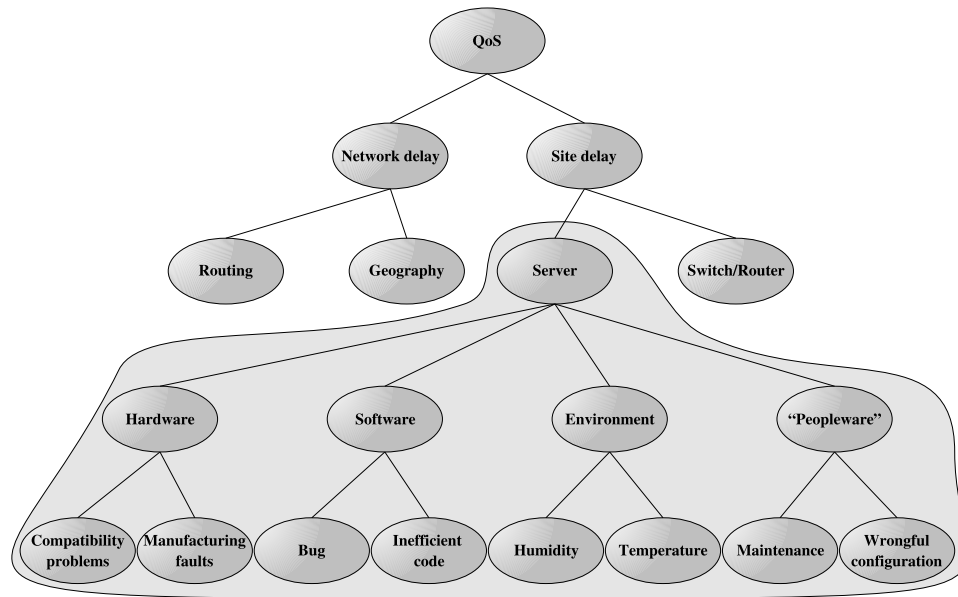 QoS
Network delay
Site delay
Routing
Geography
Server
Switch/Router
Hardware
Software
Environment
“Peopleware”
Compatibility
problems
Manufacturing
faults
Bug
Inefficient
code
Humidity
Temperature
Maintenance
Wrongful
configuration